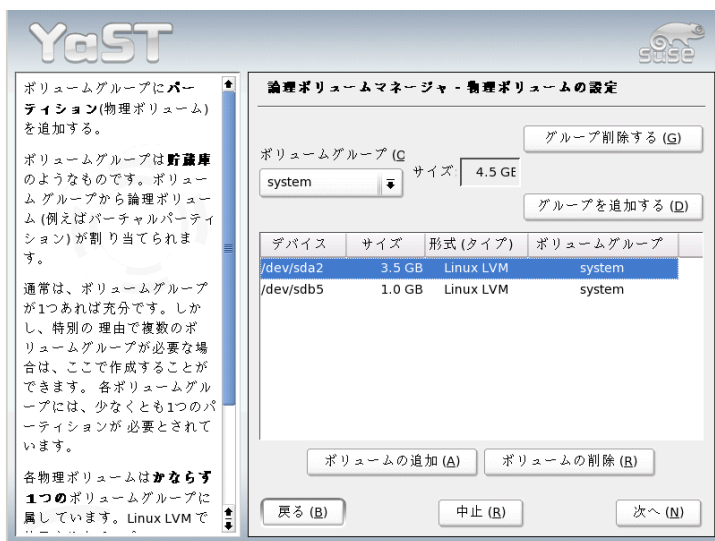 YaST
suse
ボリュームグループにパー
ティション(物理ボリューム)
を追加する。
ボリュームグループは貯蔵庫
のようなものです。ボリュー
ム グループから論理ボリュー
ム (例えばバーチャルパーティ
ション) が割り当てられま
す。
通常は、ボリュームグループ
が1つあれば充分です。しか
し、特別の 理由で複数のボ
リュームグループが必要な場
合は、ここで作成することが
できます。 各ボリュームグル
ープには、少なくとも1つのパ
ーティションが 必要とされて
います。
各物理ボリュームはかならず
1つのボリュームグループに
属し ています。Linux LVM で
論理ボリュームマネージャ - 物理ボリュームの設定
グループ削除する (G)
ボリュームグループ (C
サイズ: 4.5 GE
system
グループを追加する (D)
デバイス サイズ 形式 (タイプ) ボリュームグループ
/dev/sda2 3.5 GB Linux LVM system
/dev/sdb5 1.0 GB Linux LVM system
ボリュームの追加 (A) ボリュームの削除 (R)
戻る (B) 中止 (R) 次へ (N)